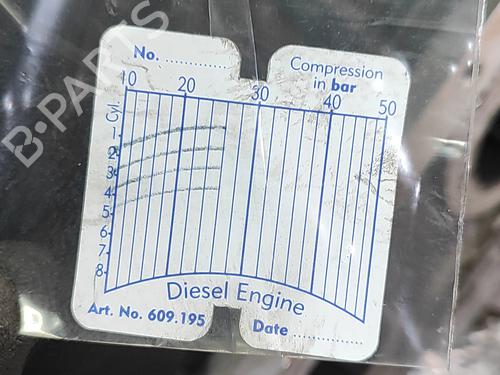 B-PARTS
No. ..............
Compression
in bar
10 20 30 40 50
Cyl.
1
2
3
4
5
6
7
8
Diesel Engine
Art. No. 609.195
Date ................